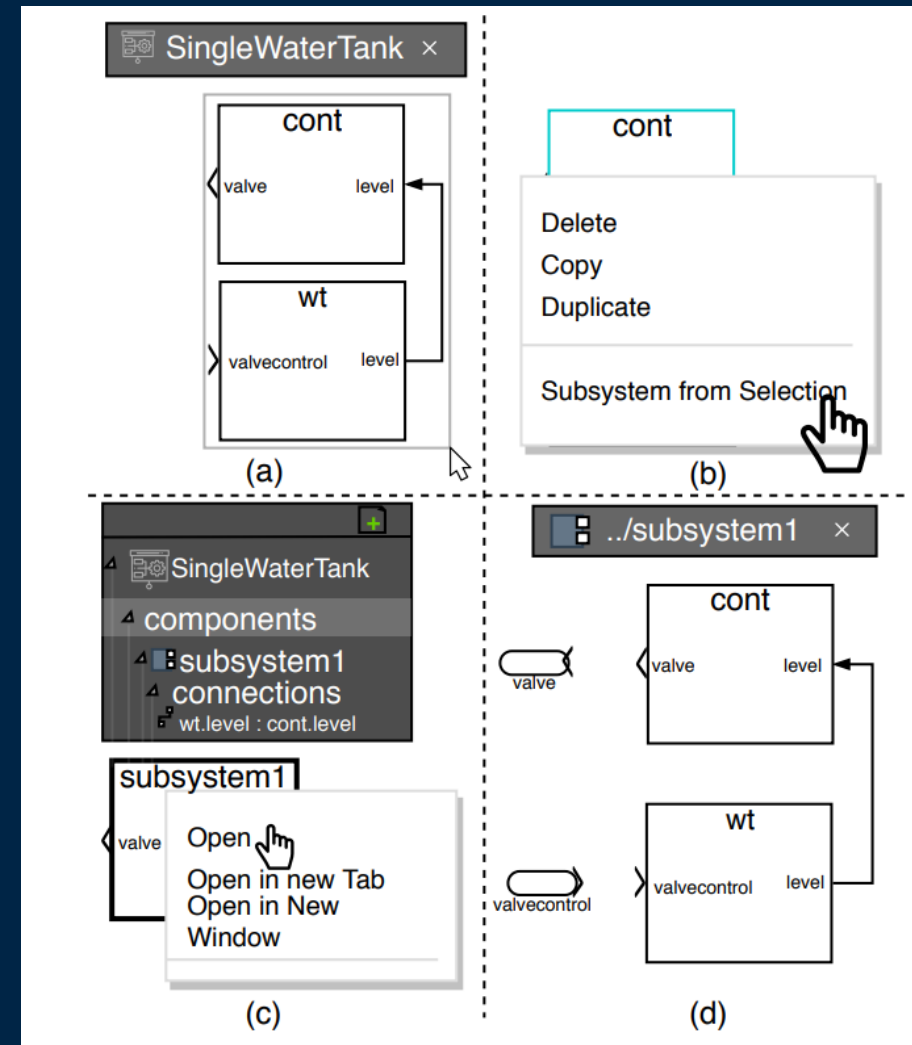 SingleWaterTank ×
cont
valve level
wt
valvecontrol level
(a)
cont
Delete
Copy
Duplicate
Subsystem from Selection
(b)
SingleWaterTank
components
subsystem1
connections
wt.level : cont.level
subsystem1
valve
Open
Open in new Tab
Open in New
Window
(c)
../subsystem1 ×
cont
valve level
valve
wt
valvecontrol level
valvecontrol
(d)